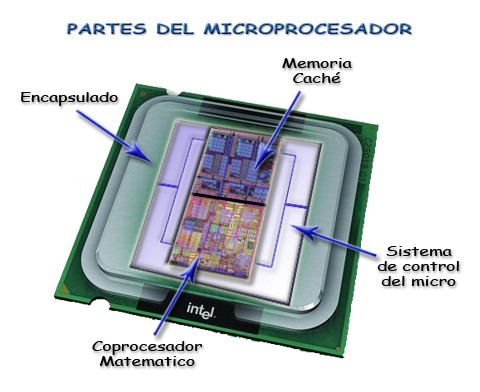 PARTES DEL MICROPROCESADOR
Memoria
Caché
Encapsulado
Sistema
de control
del micro
intel
Coprocesador
Matematico